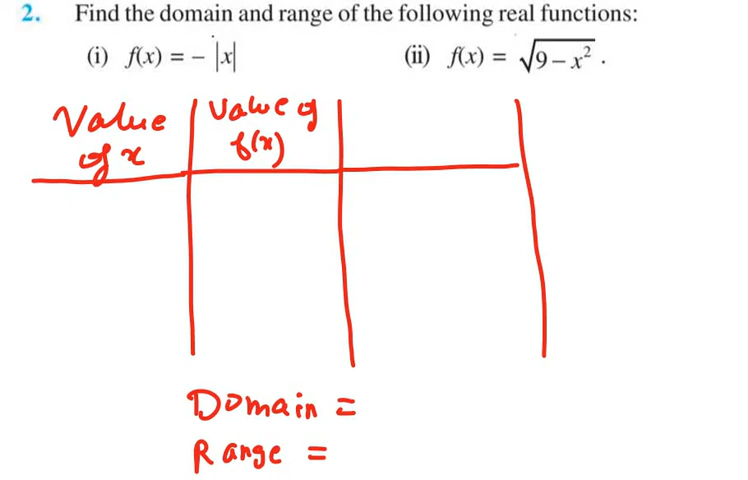 2. Find the domain and range of the following real functions:
(i) f(x) = – |x| (ii) f(x) = √9 – x² .
Value of x
Value of f(x)
Domain =
Range =